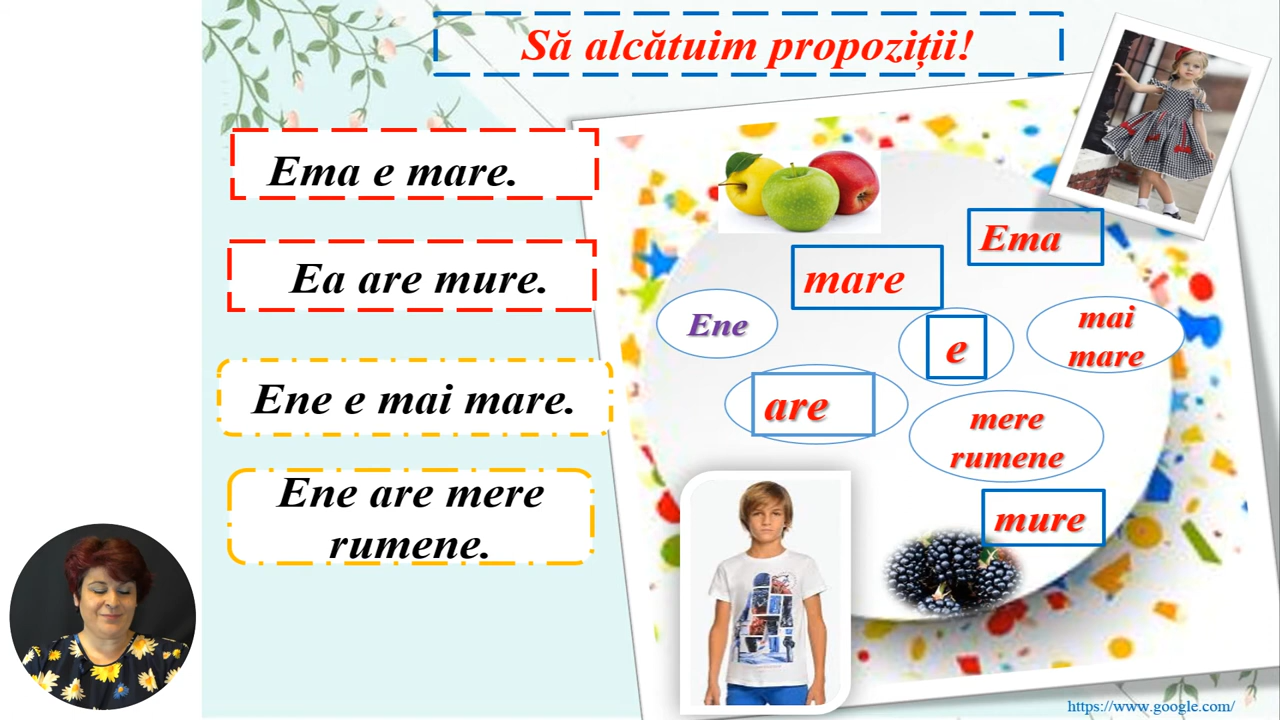 Să alcătuim propoziții!
Ema e mare.
Ea are mure.
Ene e mai mare.
Ene are mere
rumene.
Ema
mare
Ene
e
mai
mare
are
mere
rumene
mure
https://www.google.com/